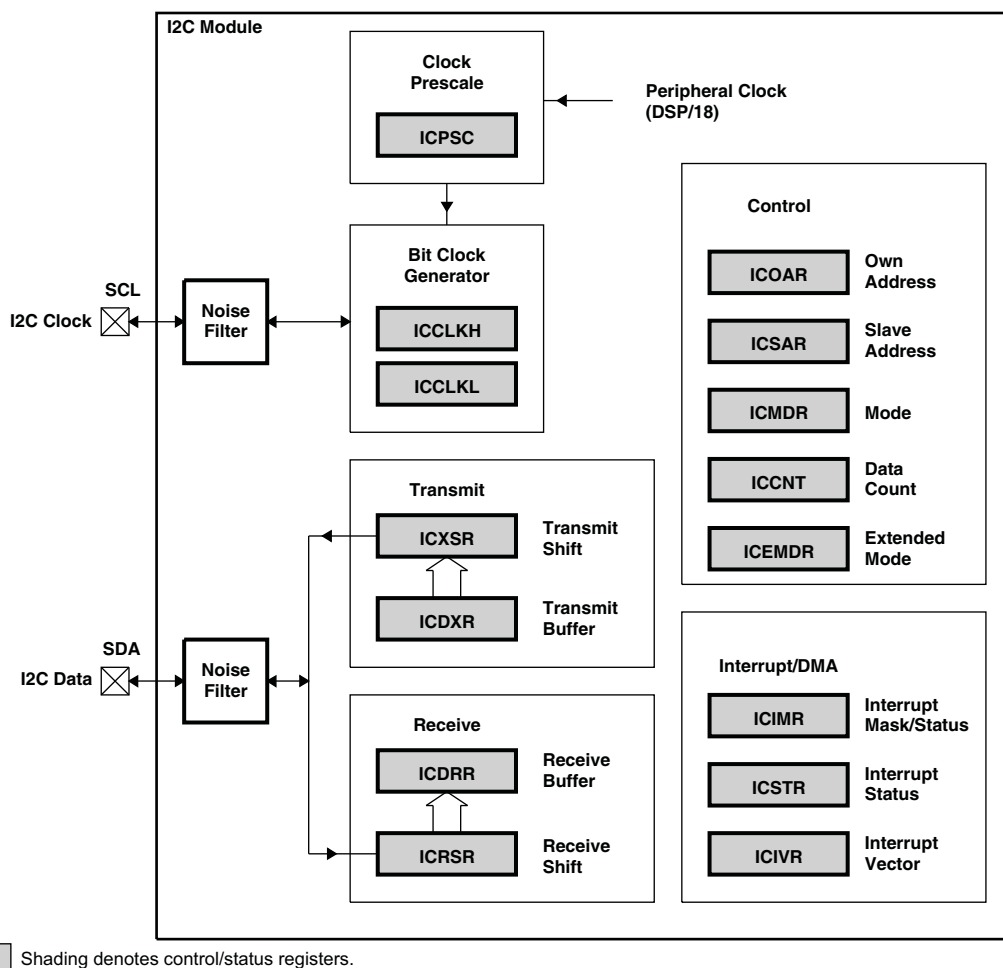 I2C Module
Clock
Prescale
ICPSC
Peripheral Clock
(DSP/18)
Bit Clock
Generator
ICCLKH
ICCLKL
SCL
I2C Clock
Noise
Filter
Control
ICOAR
Own
Address
ICSAR
Slave
Address
ICMDR
Mode
ICCNT
Data
Count
ICEMDR
Extended
Mode
Transmit
ICXSR
Transmit
Shift
ICDXR
Transmit
Buffer
SDA
I2C Data
Noise
Filter
Receive
ICDRR
Receive
Buffer
ICRSR
Receive
Shift
Interrupt/DMA
ICIMR
Interrupt
Mask/Status
ICSTR
Interrupt
Status
ICIVR
Interrupt
Vector
Shading denotes control/status registers.